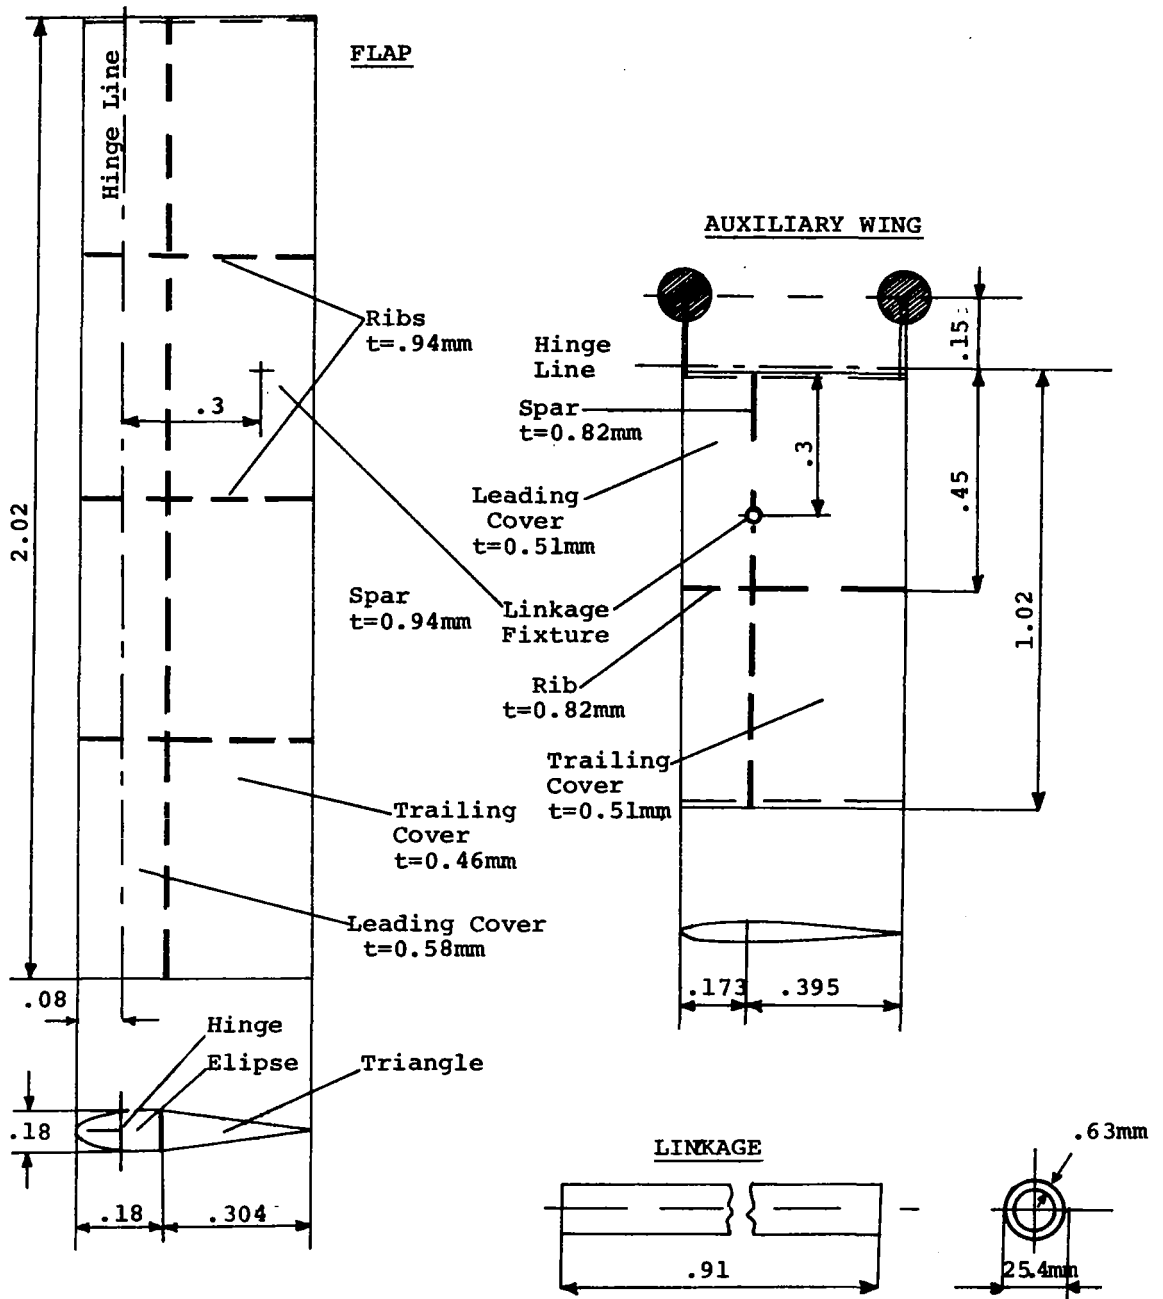 FLAP
Hinge Line
AUXILIARY WING
Ribs
t=.94mm
.3
2.02
Spar
t=0.94mm
Trailing
Cover
t=0.46mm
Leading Cover
t=0.58mm
.08
Hinge
Elipse
Triangle
.18
.18
.304
Hinge
Line
Spar
t=0.82mm
Leading
Cover
t=0.51mm
Linkage
Fixture
Rib
t=0.82mm
Trailing
Cover
t=0.51mm
.15
.3
.45
1.02
.173
.395
LINKAGE
.63mm
.91
25.4mm